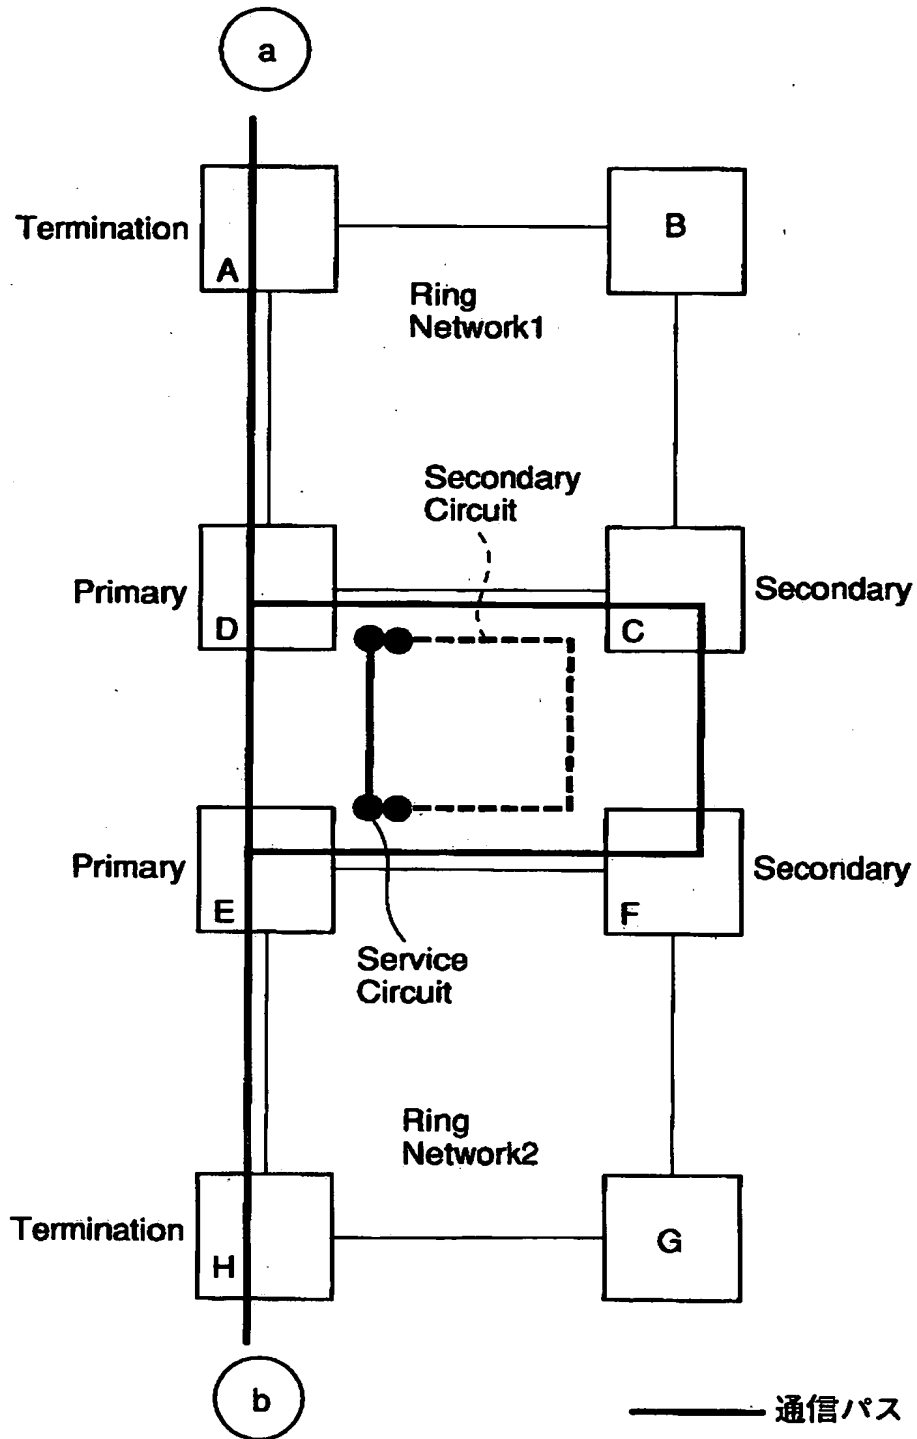 a
Termination
A
B
Ring
Network1
Secondary
Circuit
Primary
D
C
Secondary
Primary
E
F
Secondary
Service
Circuit
Ring
Network2
Termination
H
G
b
通信パス